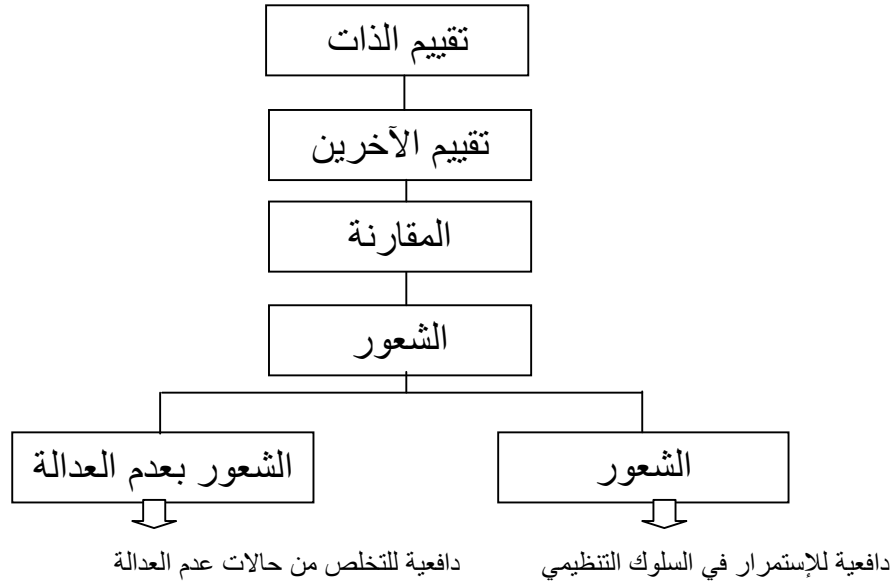 تقييم الذات
تقييم الآخرين
المقارنة
الشعور
الشعور
الشعور بعدم العدالة
دافعية للإستمرار في السلوك التنظيمي
دافعية للتخلص من حالات عدم العدالة